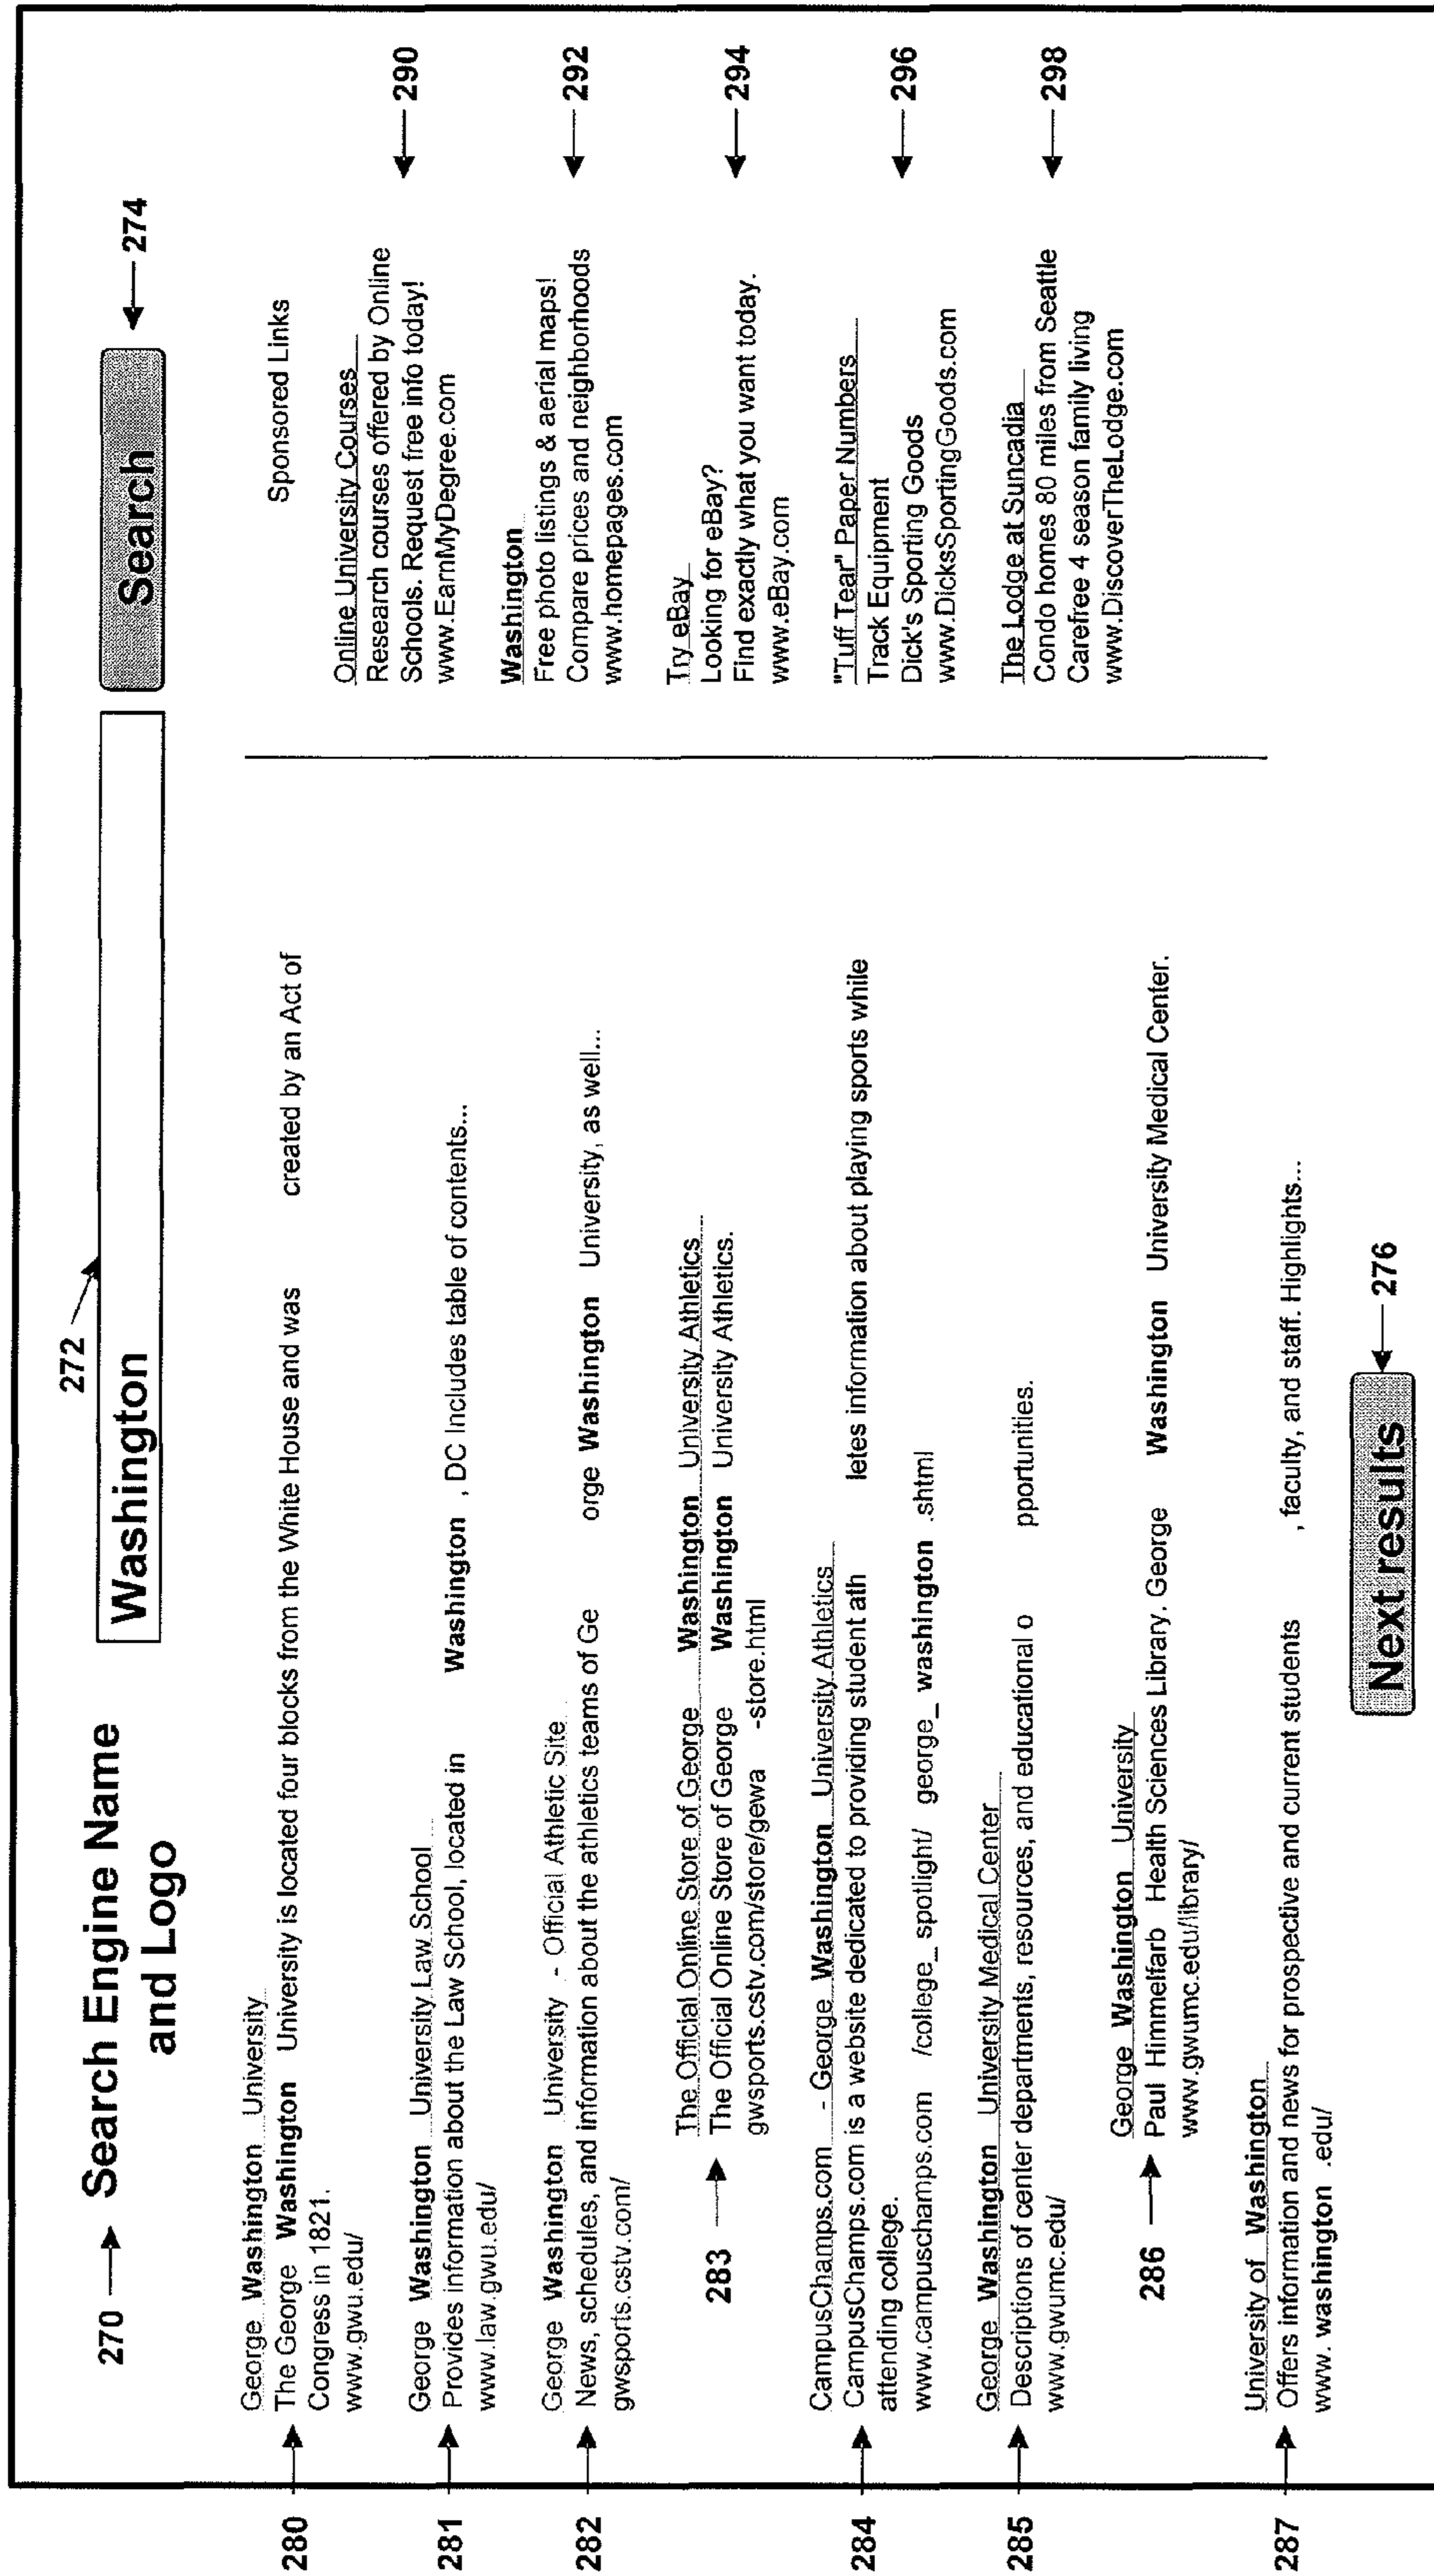 272
270 Search Engine Name
and Logo
Washington
Search
274
George Washington University
280 The George Washington University is located four blocks from the White House and was created by an Act of
Congress in 1821.
www.gwu.edu/
George Washington University Law School
281 Provides information about the Law School, located in Washington , DC Includes table of contents...
www.law.gwu.edu/
George Washington University - Official Athletic Site
282 News, schedules, and information about the athletics teams of Ge orge Washington University, as well...
gwsports.cstv.com/
The Official Online Store of George Washington University Athletics
283 The Official Online Store of George Washington University Athletics.
gwsports.cstv.com/store/gewa -store.html
CampusChamps.com - George Washington University Athletics
284 CampusChamps.com is a website dedicated to providing student ath letes information about playing sports while
attending college.
www.campuschamps.com /college_ spotlight/ george_ washington .shtml
George Washington University Medical Center
285 Descriptions of center departments, resources, and educational o pportunities.
www.gwumc.edu/
George Washington University
286 Paul Himmelfarb Health Sciences Library. George Washington University Medical Center.
www.gwumc.edu/library/
University of Washington
287 Offers information and news for prospective and current students , faculty, and staff. Highlights...
www. washington .edu/
Next results
276
Sponsored Links
Online University Courses
Research courses offered by Online
Schools. Request free info today!
www.EarnMyDegree.com
290
Washington
Free photo listings & aerial maps!
Compare prices and neighborhoods
www.homepages.com
292
Try eBay
Looking for eBay?
Find exactly what you want today.
www.eBay.com
294
"Tuff Tear" Paper Numbers
Track Equipment
Dick's Sporting Goods
www.DicksSportingGoods.com
296
The Lodge at Suncadia
Condo homes 80 miles from Seattle
Carefree 4 season family living
www.DiscoverTheLodge.com
298